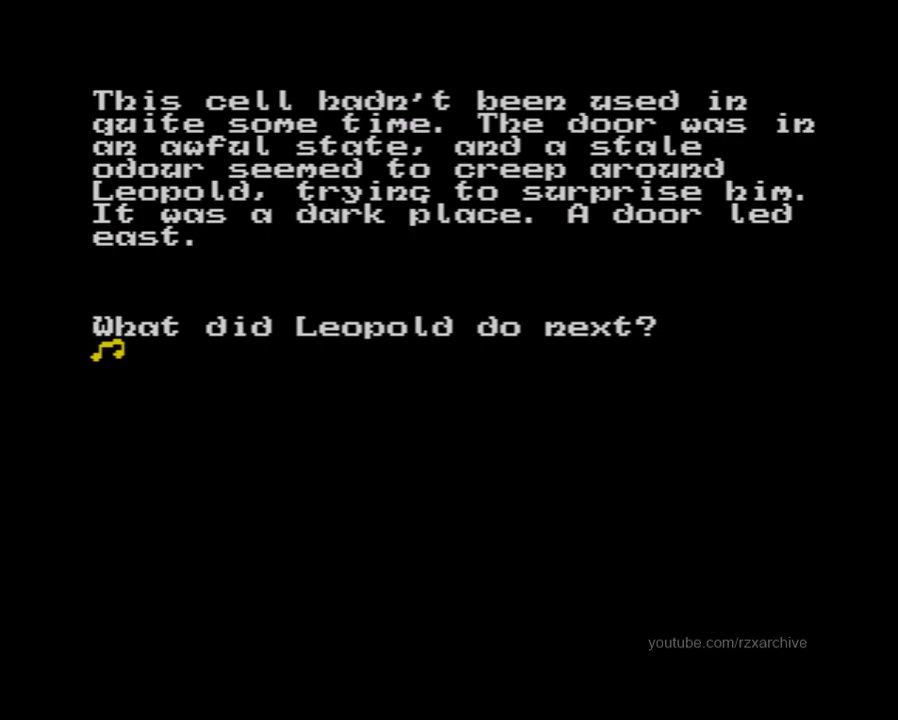 This cell hadn't been used in
quite some time. The door was in
an awful state, and a stale
odour seemed to creep around
Leopold, trying to surprise him.
It was a dark place. A door led
east.
What did Leopold do next?
youtube.com/rzxarchive